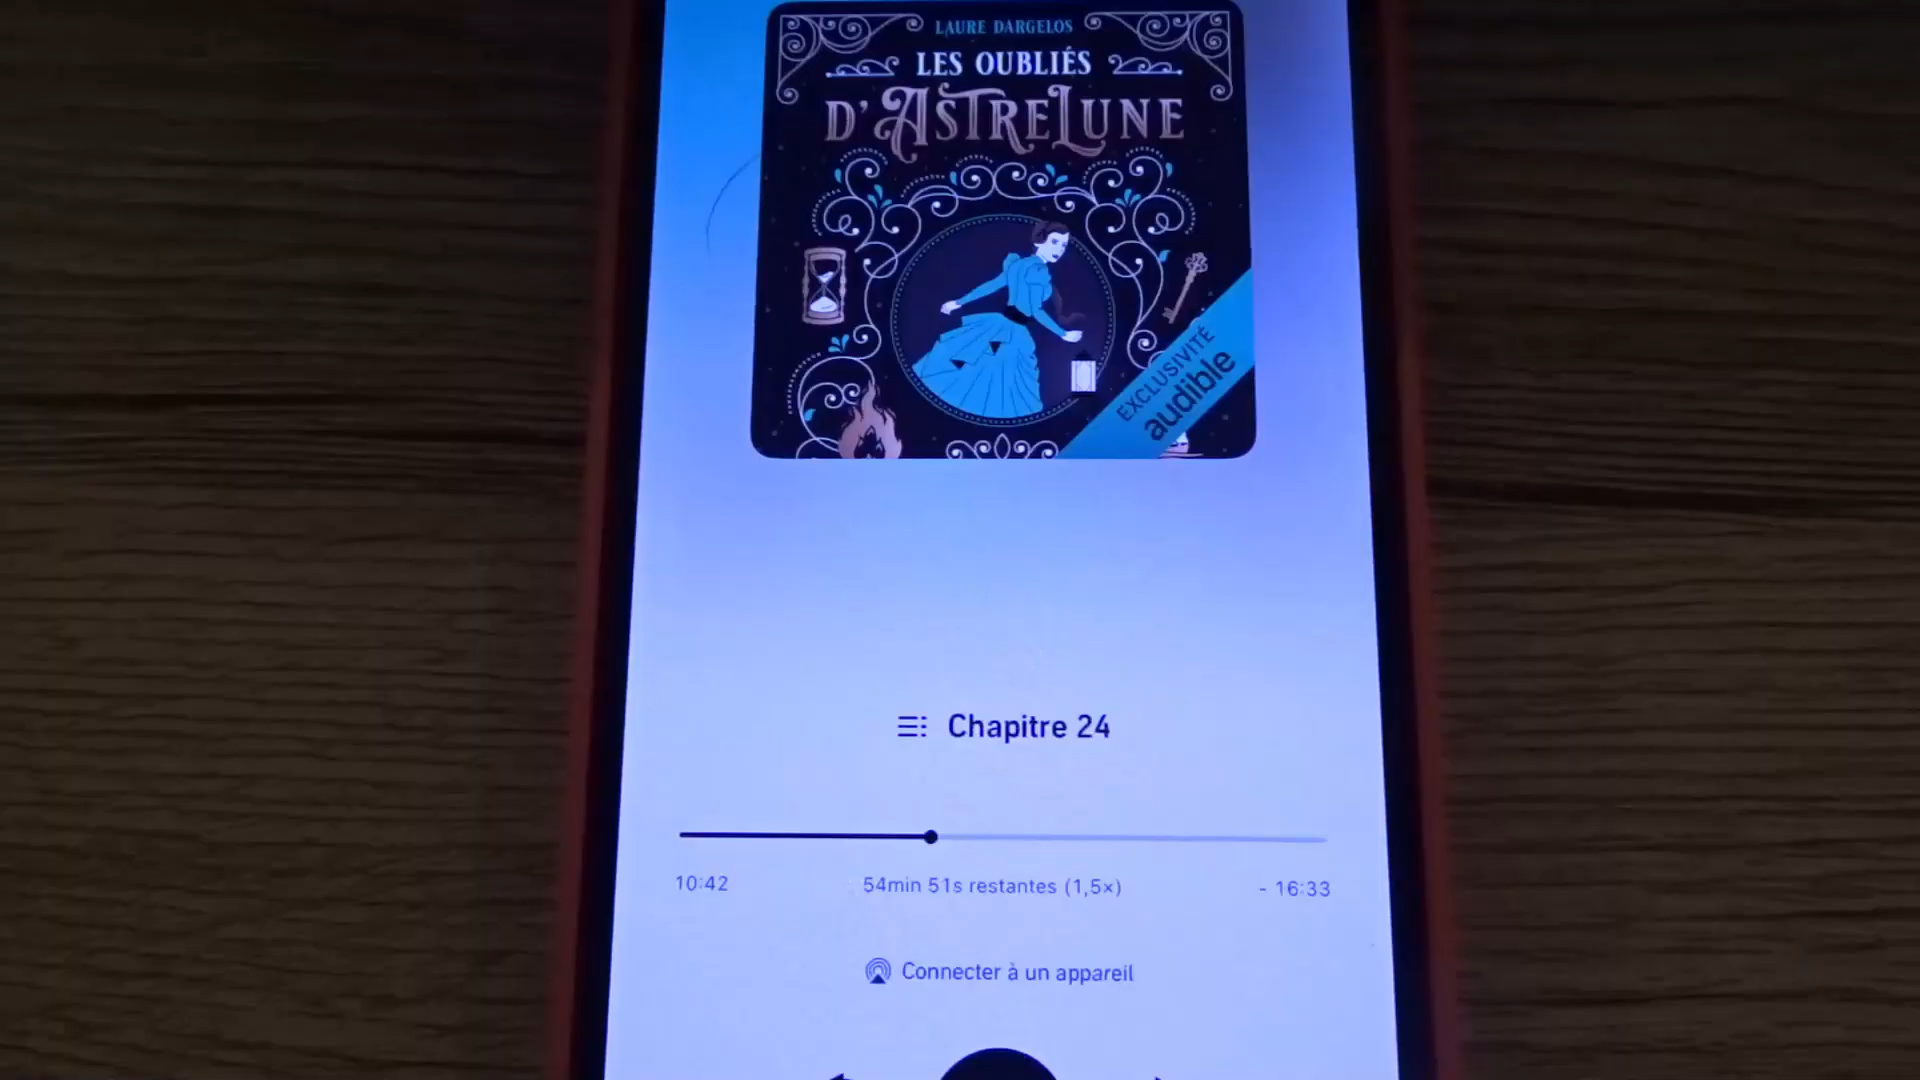 LAURE DARGELOS
LES OUBLIÉS
D'ASTRELUNE
EXCLUSIVITÉ
audible
Chapitre 24
10:42
54min 51s restantes (1,5×)
- 16:33
Connecter à un appareil